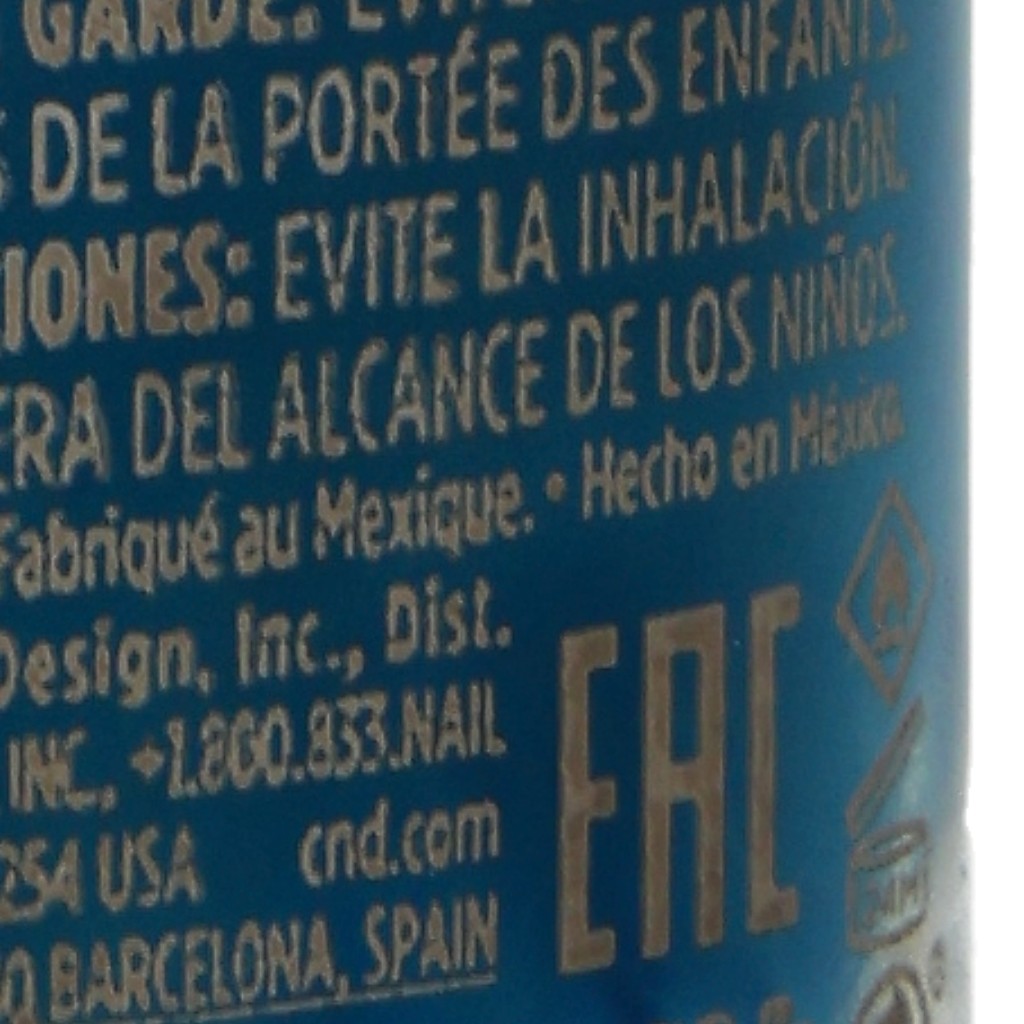 GARDE:
DE LA PORTÉE DES ENFANTS.
IONES: EVITE LA INHALACIÓN.
ERA DEL ALCANCE DE LOS NIÑOS.
Fabriqué au Mexique. • Hecho en México.
Design, Inc., Dist.
INC. +1.800.833.NAIL
254 USA cnd.com
BARCELONA, SPAIN
EAC